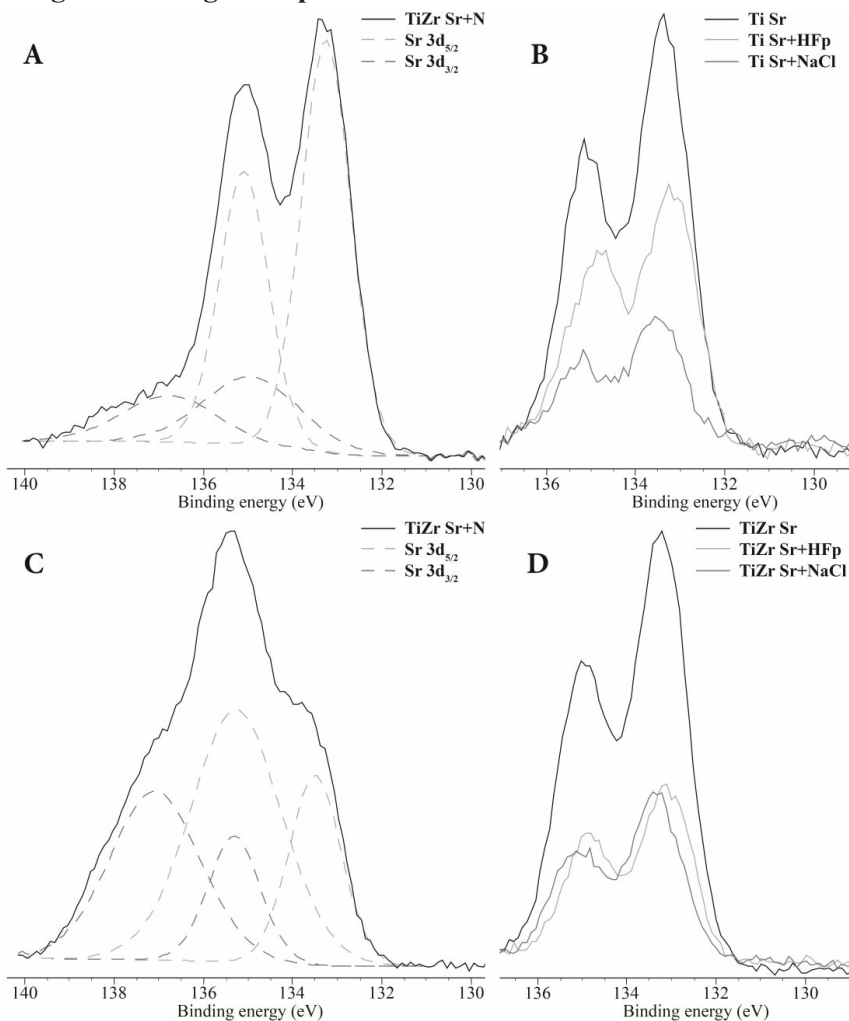 A
TiZr Sr+N
Sr 3d5/2
Sr 3d3/2
140 138 136 134 132
Binding energy (eV)
B
Ti Sr
Ti Sr+HFp
Ti Sr+NaCl
136 134 132 130
Binding energy (eV)
C
TiZr Sr+N
Sr 3d5/2
Sr 3d3/2
140 138 136 134 132
Binding energy (eV)
D
TiZr Sr
TiZr Sr+HFp
TiZr Sr+NaCl
136 134 132 130
Binding energy (eV)